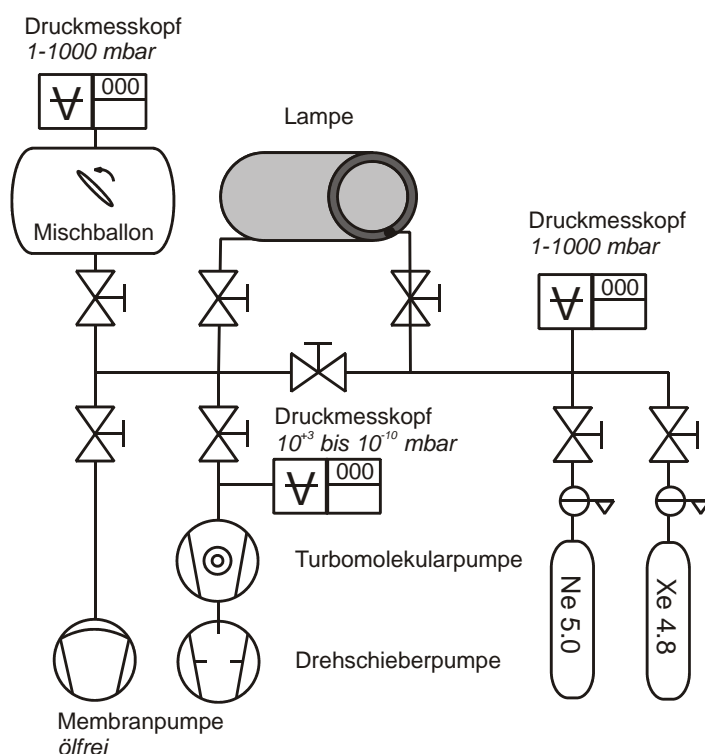 Druckmesskopf
1-1000 mbar
000
Mischballon
Lampe
Druckmesskopf
1-1000 mbar
000
Druckmesskopf
10⁺³ bis 10⁻¹⁰ mbar
000
Turbomolekularpumpe
Drehschieberpumpe
Membranpumpe
ölfrei
Ne 5.0
Xe 4.8